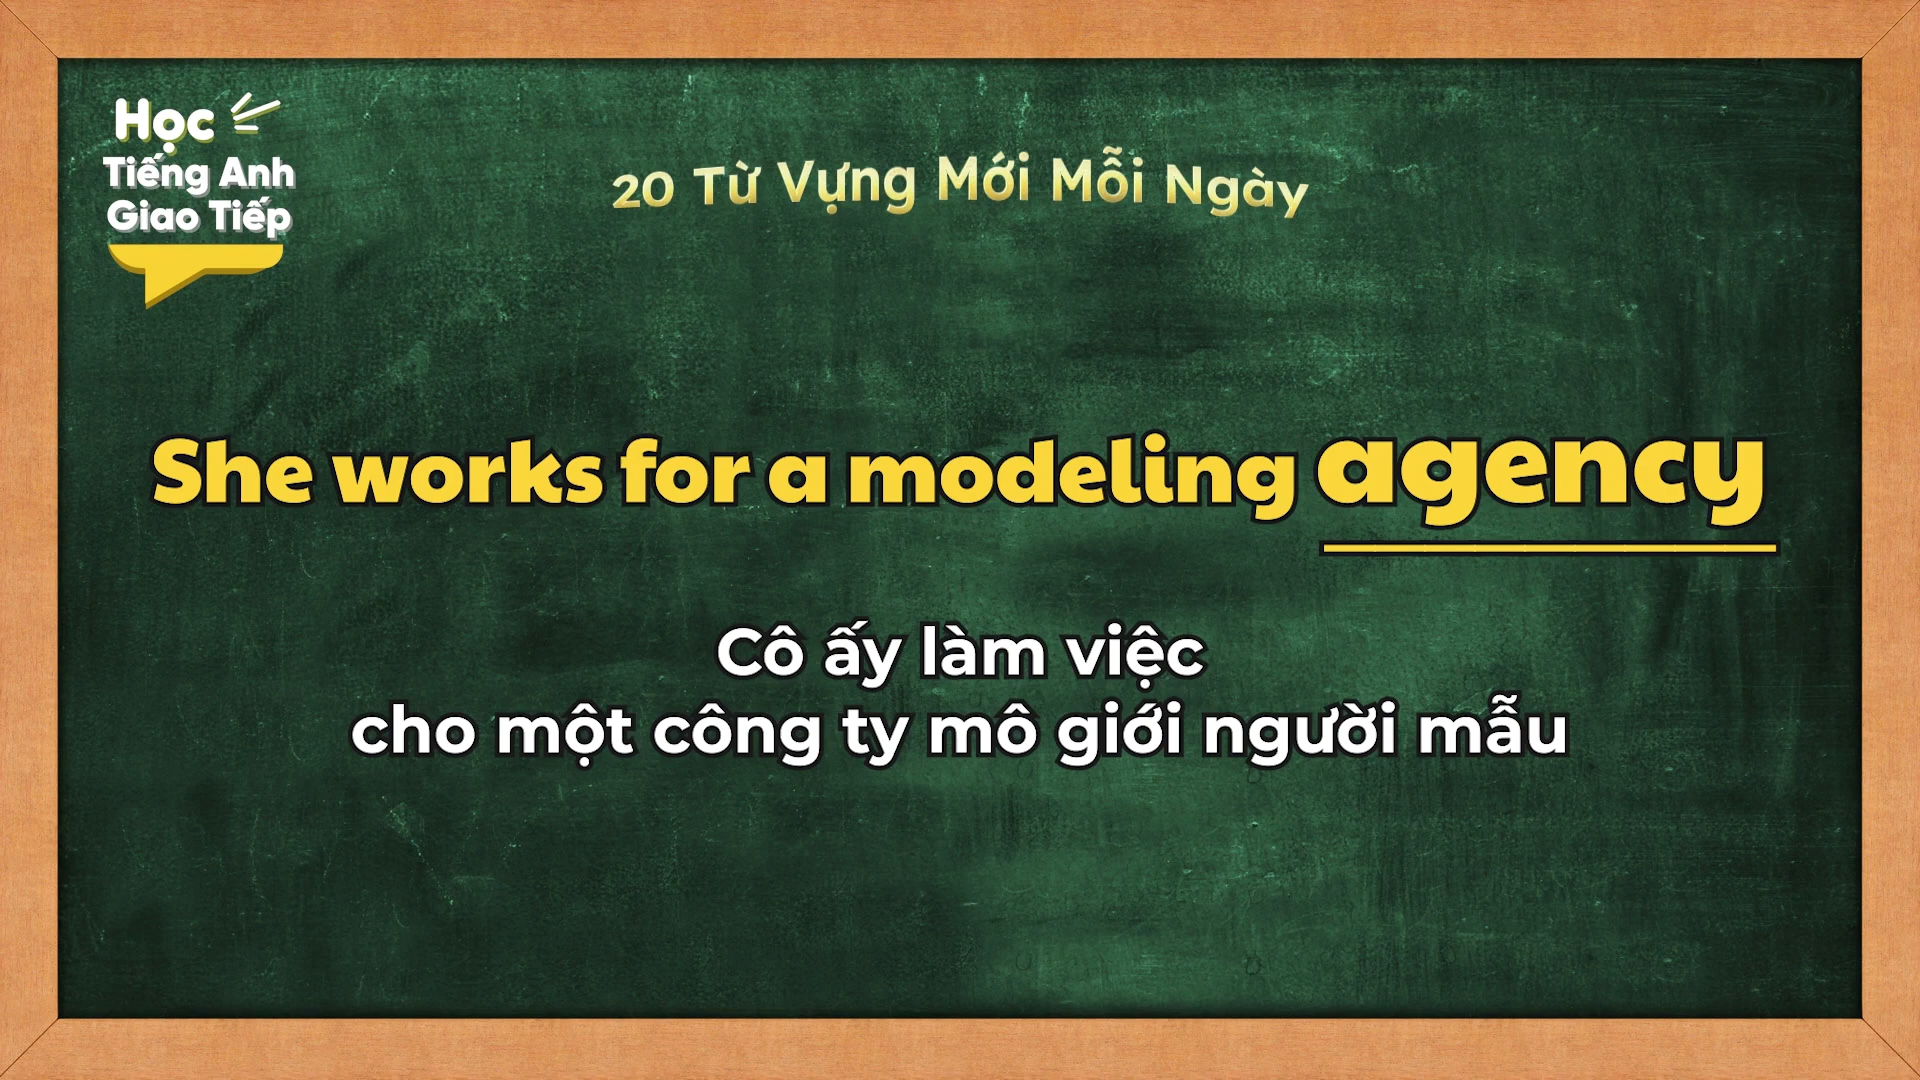 Học
Tiếng Anh
Giao Tiếp
20 Từ Vựng Mới Mỗi Ngày
She works for a modeling agency
Cô ấy làm việc
cho một công ty mô giới người mẫu